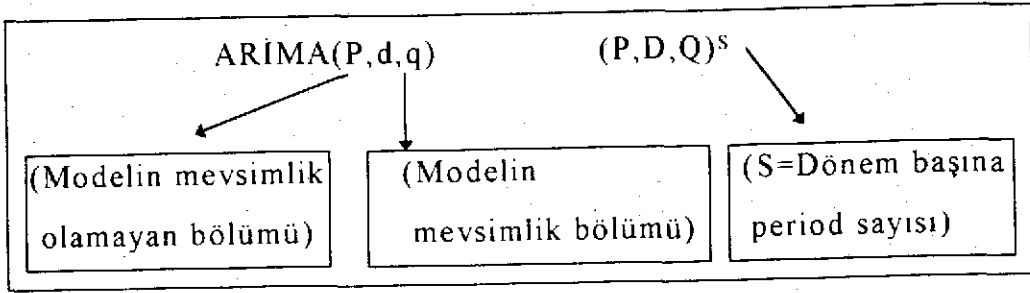 ARİMA(P,d,q) (P,D,Q)ˢ
(Modelin mevsimlik
olamayan bölümü)
(Modelin
mevsimlik bölümü)
(S=Dönem başına
period sayısı)